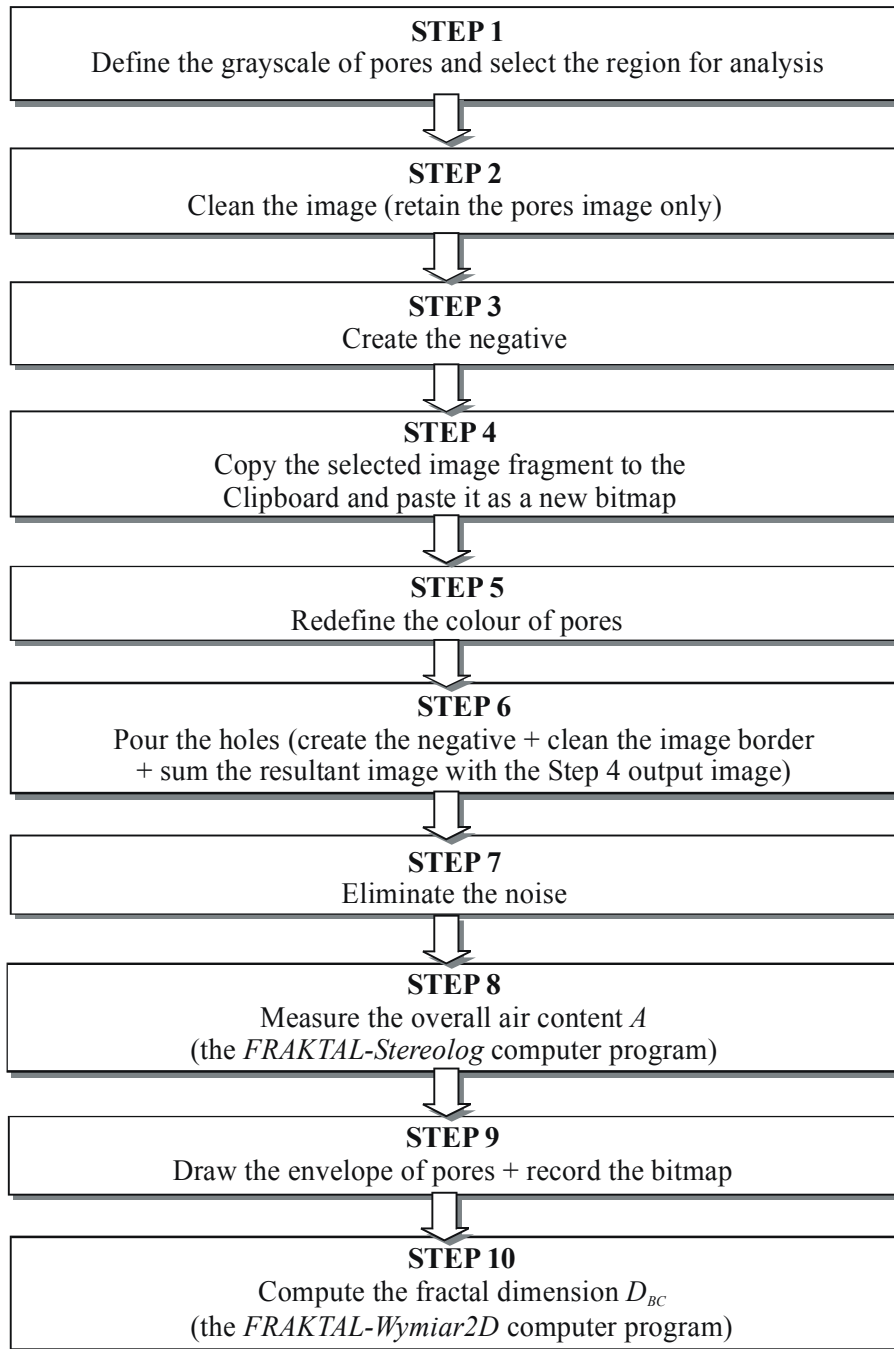 STEP 1
Define the grayscale of pores and select the region for analysis
STEP 2
Clean the image (retain the pores image only)
STEP 3
Create the negative
STEP 4
Copy the selected image fragment to the
Clipboard and paste it as a new bitmap
STEP 5
Redefine the colour of pores
STEP 6
Pour the holes (create the negative + clean the image border
+ sum the resultant image with the Step 4 output image)
STEP 7
Eliminate the noise
STEP 8
Measure the overall air content A
(the FRAKTAL-Stereolog computer program)
STEP 9
Draw the envelope of pores + record the bitmap
STEP 10
Compute the fractal dimension D_BC
(the FRAKTAL-Wymiar2D computer program)